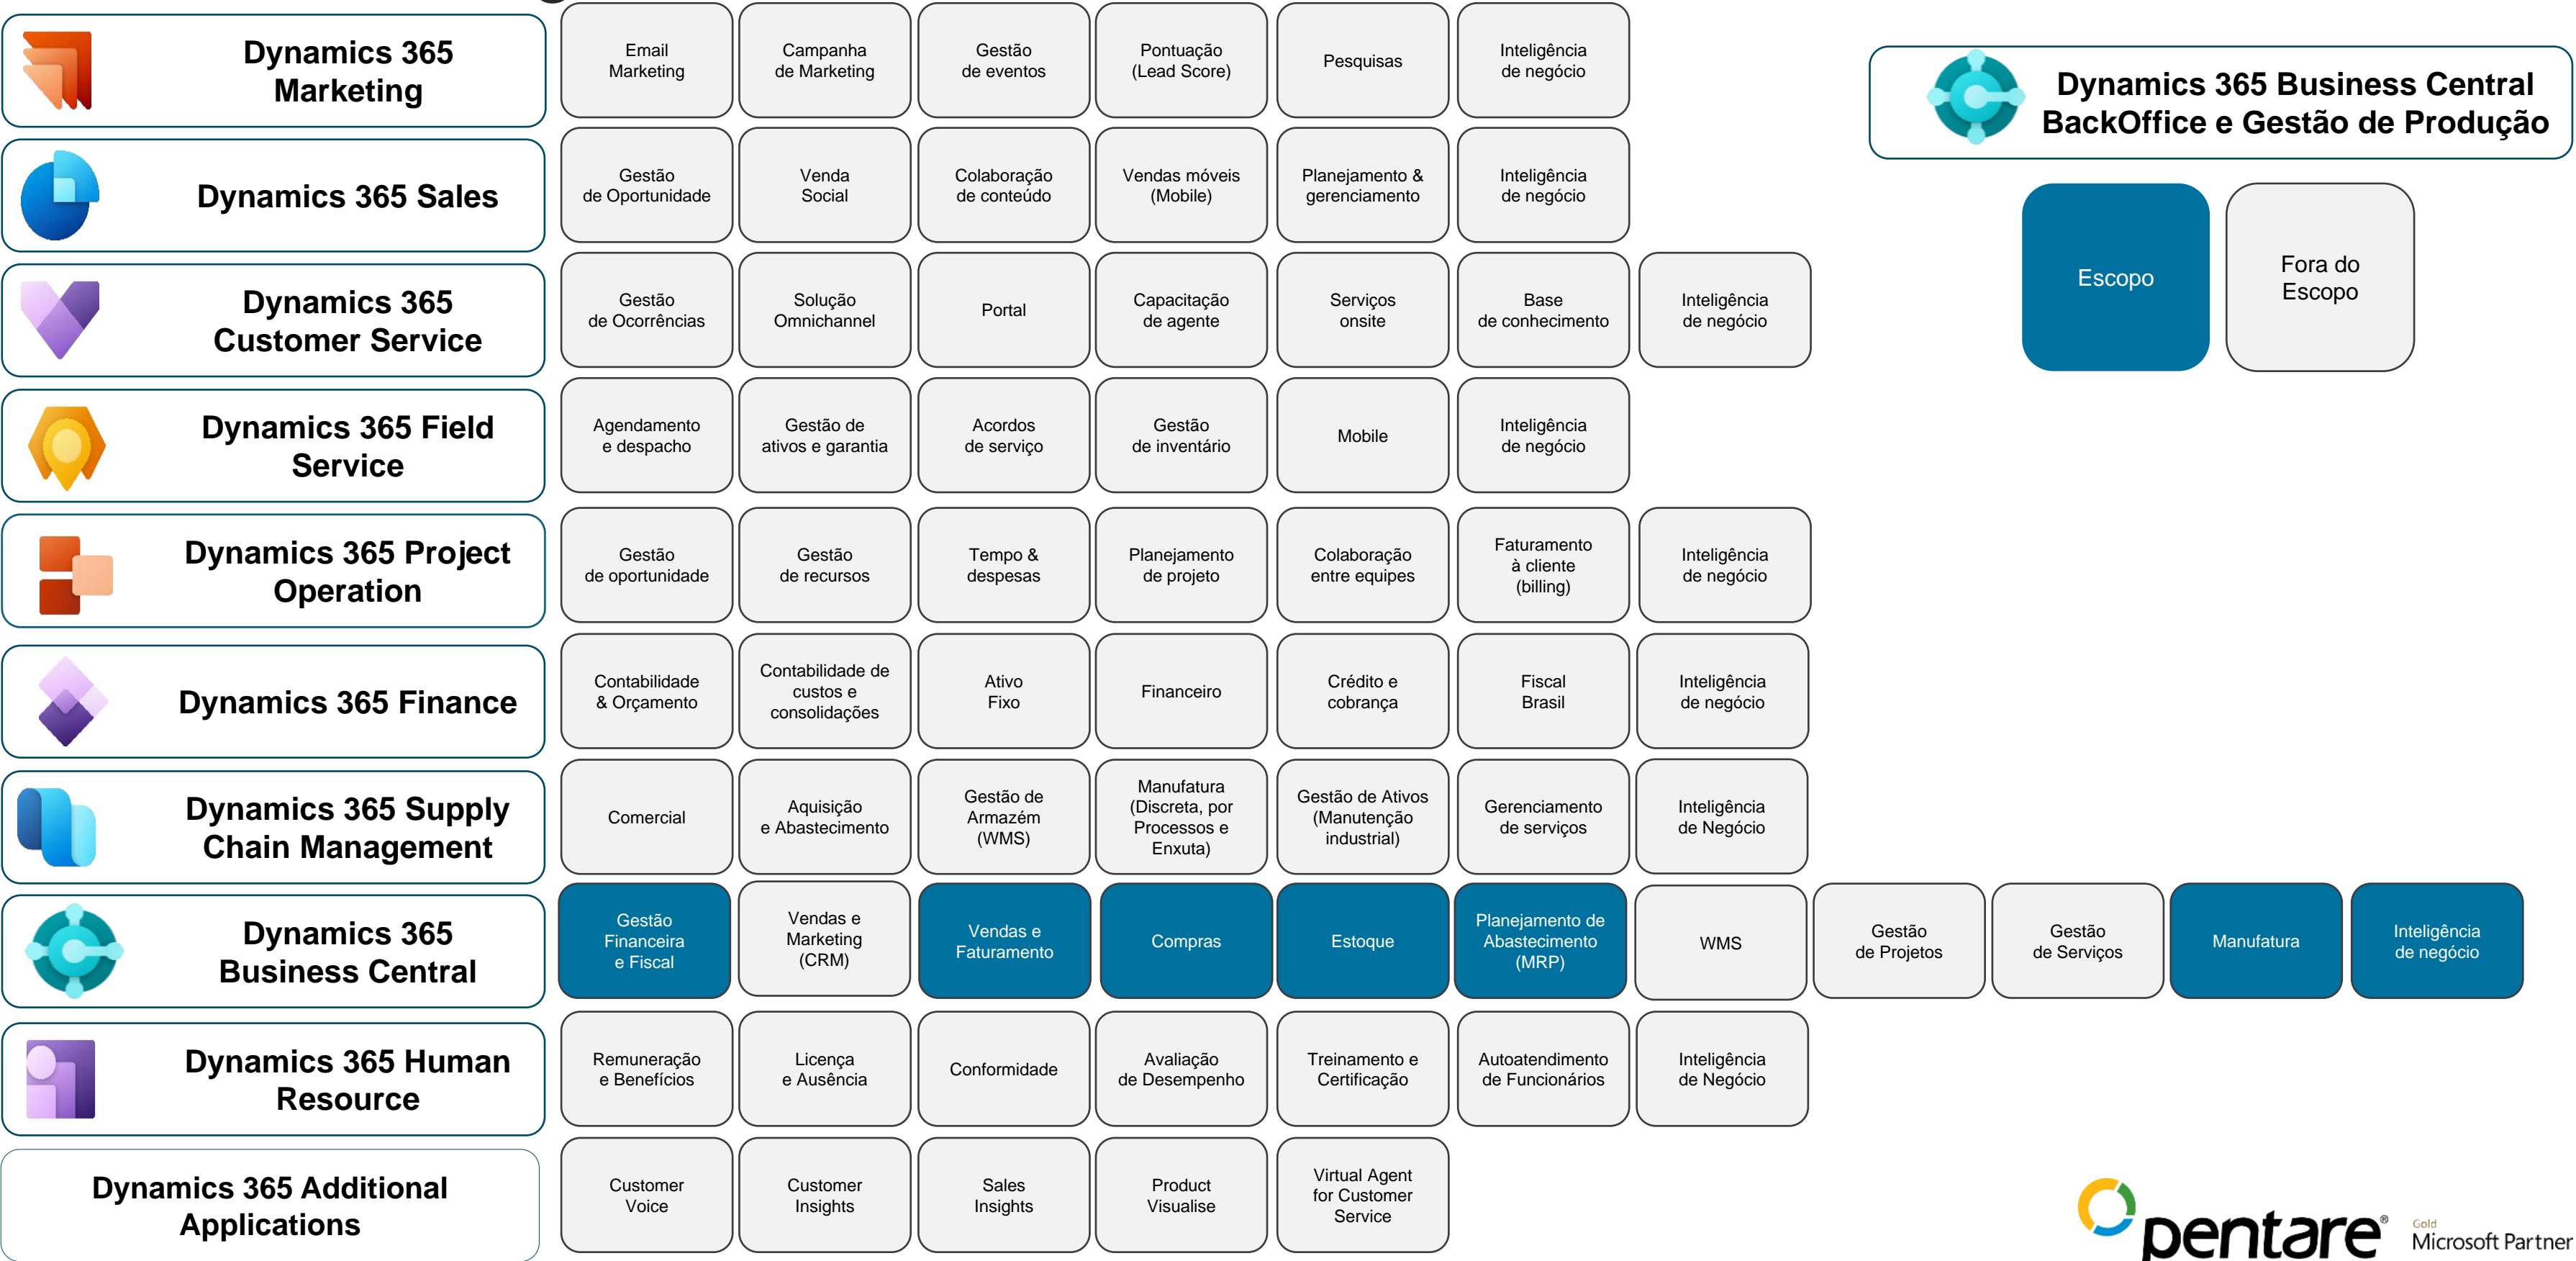 Dynamics 365
Marketing
Email
Marketing
Campanha
de Marketing
Gestão
de eventos
Pontuação
(Lead Score)
Pesquisas
Inteligência
de negócio
Dynamics 365 Business Central
BackOffice e Gestão de Produção
Escopo
Fora do
Escopo
Dynamics 365 Sales
Gestão
de Oportunidade
Venda
Social
Colaboração
de conteúdo
Vendas móveis
(Mobile)
Planejamento &
gerenciamento
Inteligência
de negócio
Dynamics 365
Customer Service
Gestão
de Ocorrências
Solução
Omnichannel
Portal
Capacitação
de agente
Serviços
onsite
Base
de conhecimento
Inteligência
de negócio
Dynamics 365 Field
Service
Agendamento
e despacho
Gestão de
ativos e garantia
Acordos
de serviço
Gestão
de inventário
Mobile
Inteligência
de negócio
Dynamics 365 Project
Operation
Gestão
de oportunidade
Gestão
de recursos
Tempo &
despesas
Planejamento
de projeto
Colaboração
entre equipes
Faturamento
à cliente
(billing)
Inteligência
de negócio
Dynamics 365 Finance
Contabilidade
& Orçamento
Contabilidade de
custos e
consolidações
Ativo
Fixo
Financeiro
Crédito e
cobrança
Fiscal
Brasil
Inteligência
de negócio
Dynamics 365 Supply
Chain Management
Comercial
Aquisição
e Abastecimento
Gestão de
Armazém
(WMS)
Manufatura
(Discreta, por
Processos e
Enxuta)
Gestão de Ativos
(Manutenção
industrial)
Gerenciamento
de serviços
Inteligência
de Negócio
Dynamics 365
Business Central
Gestão
Financeira
e Fiscal
Vendas e
Marketing
(CRM)
Vendas e
Faturamento
Compras
Estoque
Planejamento de
Abastecimento
(MRP)
WMS
Gestão
de Projetos
Gestão
de Serviços
Manufatura
Inteligência
de negócio
Dynamics 365 Human
Resource
Remuneração
e Benefícios
Licença
e Ausência
Conformidade
Avaliação
de Desempenho
Treinamento e
Certificação
Autoatendimento
de Funcionários
Inteligência
de Negócio
Dynamics 365 Additional
Applications
Customer
Voice
Customer
Insights
Sales
Insights
Product
Visualise
Virtual Agent
for Customer
Service
Opentare®
Gold
Microsoft Partner